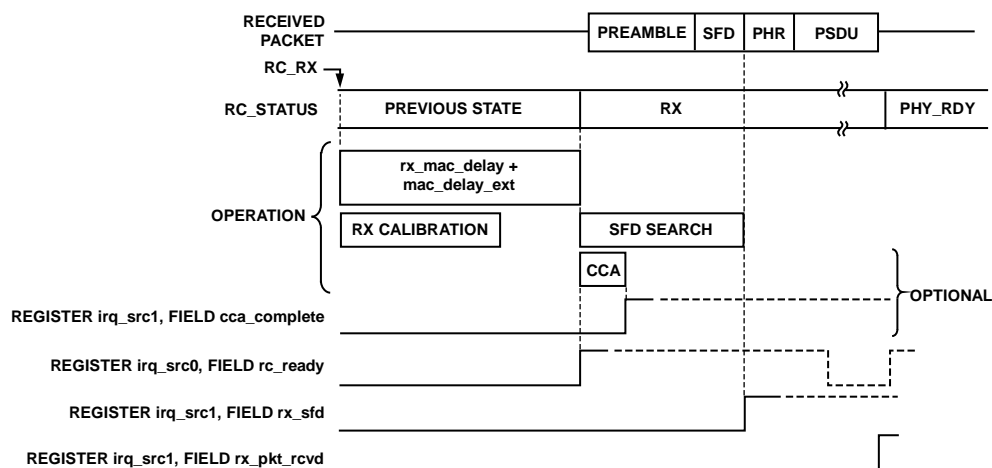 RECEIVED
PACKET
PREAMBLE SFD PHR PSDU
RC_RX
RC_STATUS PREVIOUS STATE RX PHY_RDY
rx_mac_delay +
mac_delay_ext
OPERATION
RX CALIBRATION SFD SEARCH
CCA
OPTIONAL
REGISTER irq_src1, FIELD cca_complete
REGISTER irq_src0, FIELD rc_ready
REGISTER irq_src1, FIELD rx_sfd
REGISTER irq_src1, FIELD rx_pkt_rcvd